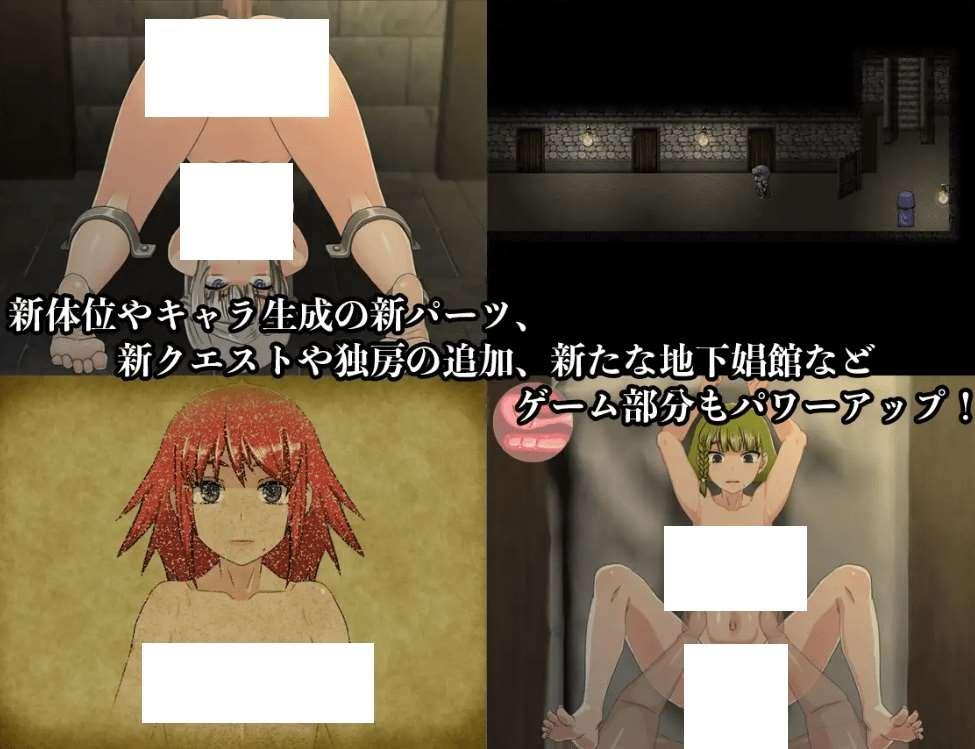 新体位やキャラ生成の新パーツ、
新クエストや独房の追加、新たな地下娼館など
ゲーム部分もパワーアップ！